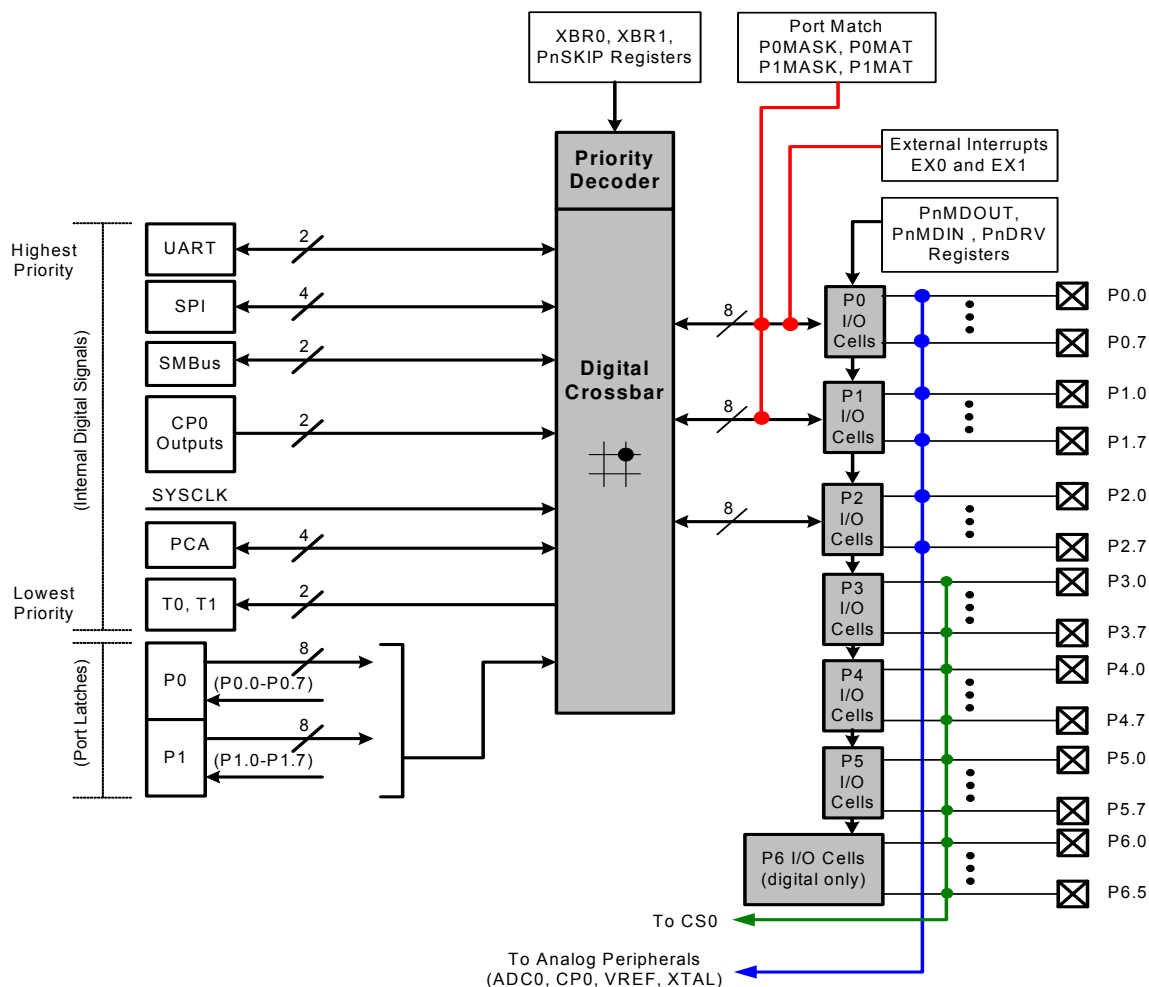 XBR0, XBR1,
PnSKIP Registers
Port Match
P0MASK, P0MAT
P1MASK, P1MAT
External Interrupts
EX0 and EX1
Priority
Decoder
PnMDOUT,
PnMDIN , PnDRV
Registers
Highest
Priority
(Internal Digital Signals)
Lowest
Priority
UART
2
SPI
4
SMBus
2
CP0
Outputs
2
SYSCLK
PCA
4
T0, T1
2
Digital
Crossbar
8
8
8
(Port Latches)
P0
8
(P0.0-P0.7)
P1
8
(P1.0-P1.7)
P0
I/O
Cells
P0.0
P0.7
P1
I/O
Cells
P1.0
P1.7
P2
I/O
Cells
P2.0
P2.7
P3
I/O
Cells
P3.0
P3.7
P4
I/O
Cells
P4.0
P4.7
P5
I/O
Cells
P5.0
P5.7
P6 I/O Cells
(digital only)
P6.0
P6.5
To CS0
To Analog Peripherals
(ADC0, CP0, VREF, XTAL)